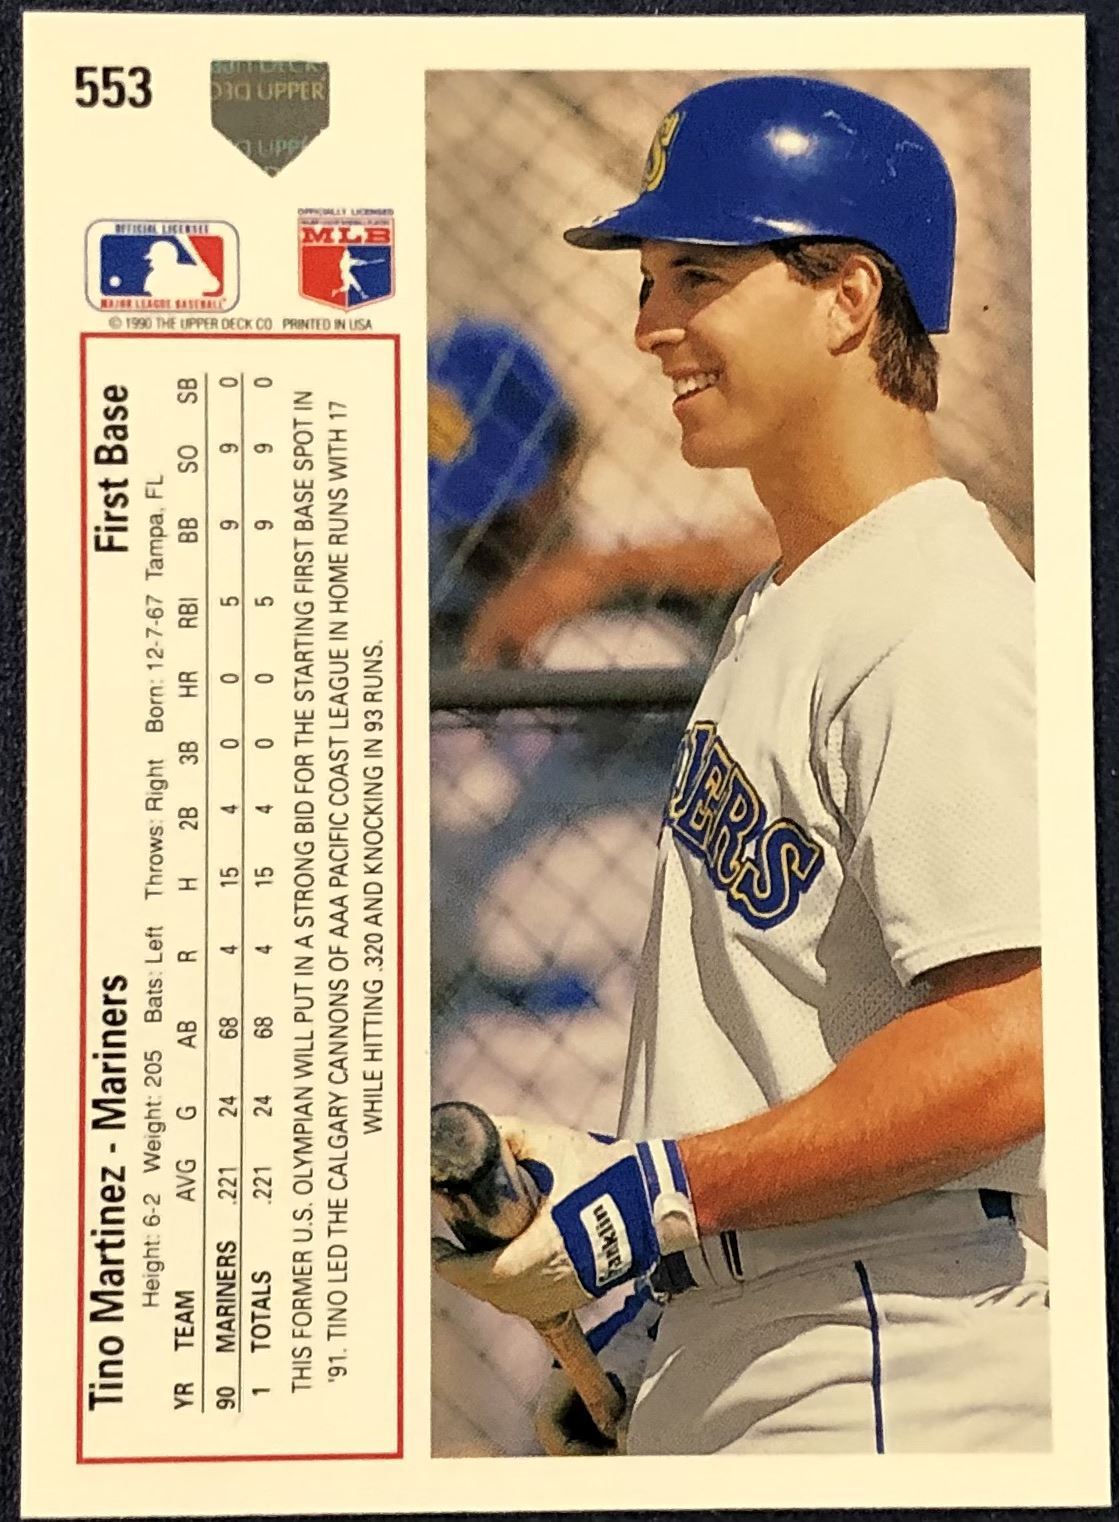 553
DECK
UPPER
OFFICIAL LICENSEE
MAJOR LEAGUE BASEBALL
OFFICIALLY LICENSED
MAJOR LEAGUE BASEBALL PLAYERS
MLB
© 1990 THE UPPER DECK CO. PRINTED IN USA
Tino Martinez - Mariners First Base
Height: 6-2 Weight: 205 Bats: Left Throws: Right Born: 12-7-67 Tampa, FL
YR TEAM AVG G AB R H 2B 3B HR RBI BB SO SB
90 MARINERS .221 24 68 4 15 4 0 0 5 9 9 0
1 TOTALS .221 24 68 4 15 4 0 0 5 9 9 0
THIS FORMER U.S. OLYMPIAN WILL PUT IN A STRONG BID FOR THE STARTING FIRST BASE SPOT IN
'91. TINO LED THE CALGARY CANNONS OF AAA PACIFIC COAST LEAGUE IN HOME RUNS WITH 17
WHILE HITTING .320 AND KNOCKING IN 93 RUNS.
S
NERS
Franklin